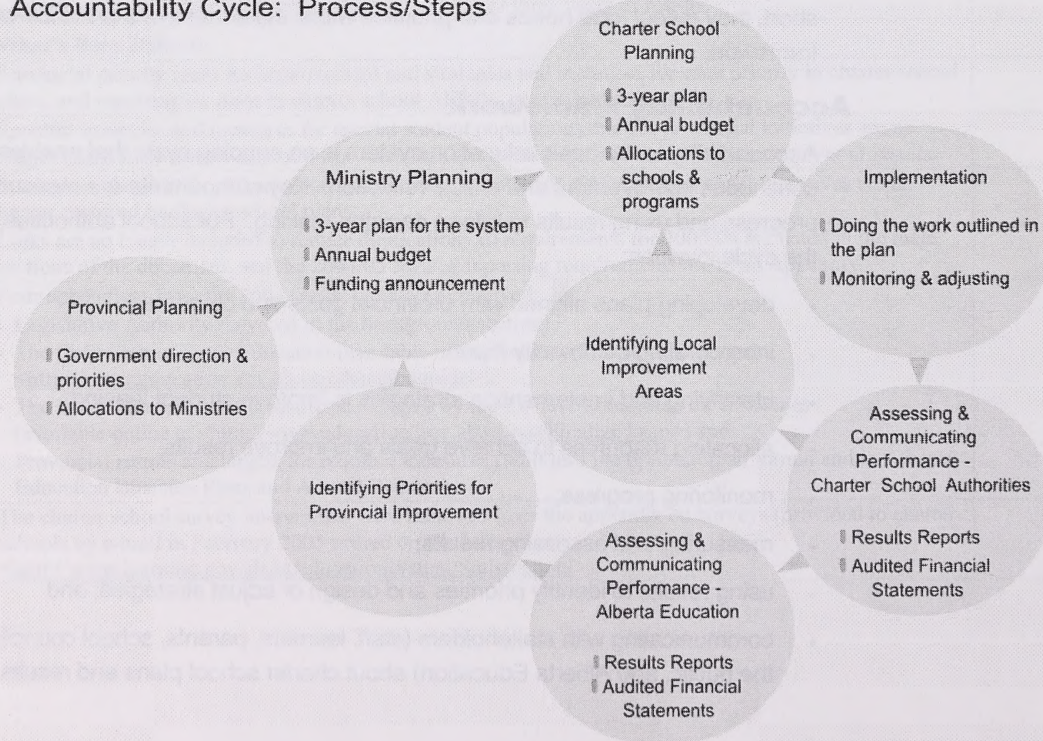 Accountability Cycle: Process/Steps
Charter School
Planning
3-year plan
Annual budget
Allocations to
schools &
programs
Ministry Planning
3-year plan for the system
Annual budget
Funding announcement
Implementation
Doing the work outlined in
the plan
Monitoring & adjusting
Provincial Planning
Government direction &
priorities
Allocations to Ministries
Identifying Local
Improvement
Areas
Assessing &
Communicating
Performance -
Charter School Authorities
Results Reports
Audited Financial
Statements
Identifying Priorities for
Provincial Improvement
Assessing &
Communicating
Performance -
Alberta Education
Results Reports
Audited Financial
Statements